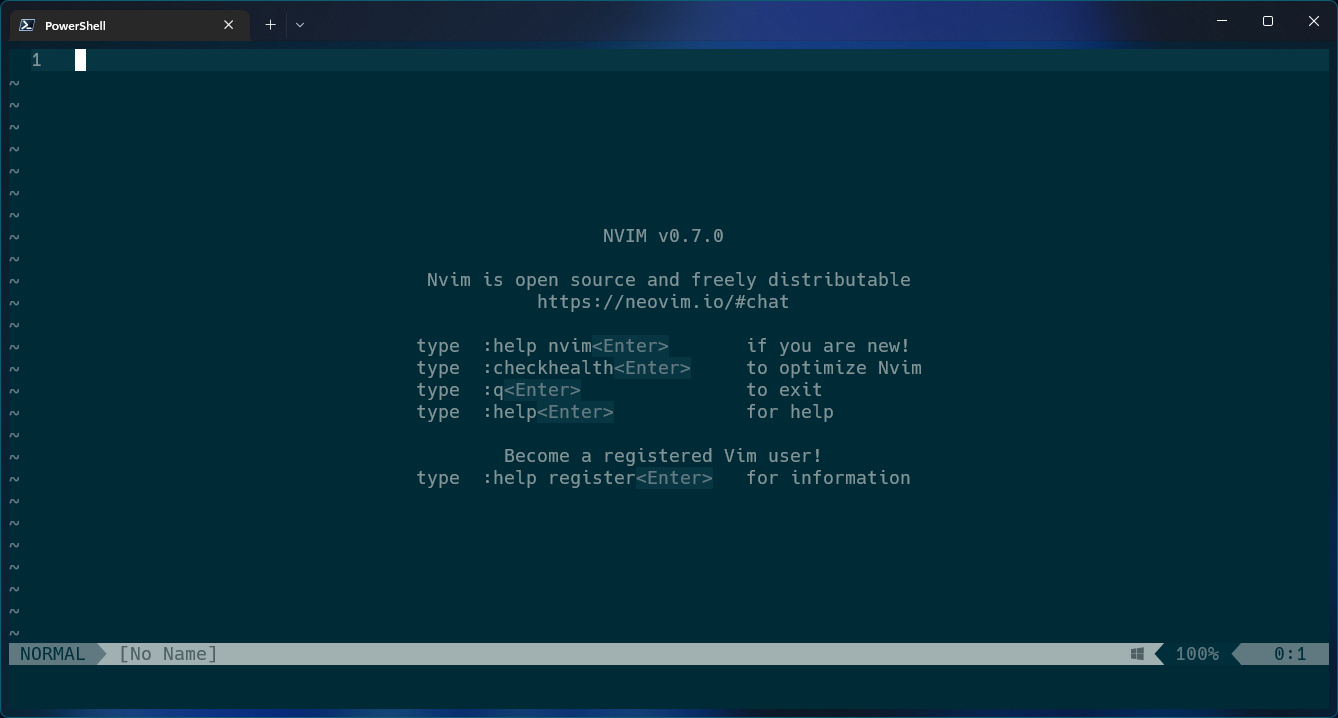 PowerShell
1
~
~
~
~
~
~
~
~ NVIM v0.7.0
~
~ Nvim is open source and freely distributable
~ https://neovim.io/#chat
~
~ type :help nvim<Enter> if you are new!
~ type :checkhealth<Enter> to optimize Nvim
~ type :q<Enter> to exit
~ type :help<Enter> for help
~
~ Become a registered Vim user!
~ type :help register<Enter> for information
~
~
~
~
~
~
~
NORMAL [No Name] 100% 0:1